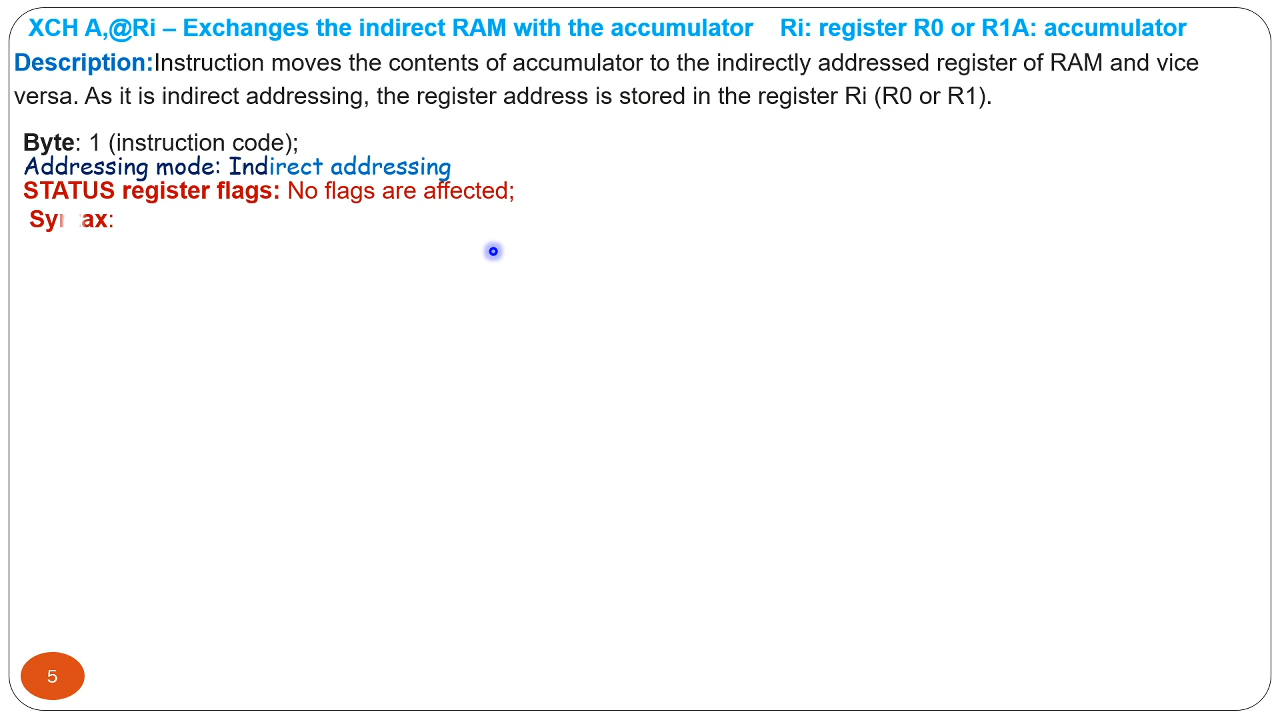 XCH A,@Ri – Exchanges the indirect RAM with the accumulator Ri: register R0 or R1A: accumulator
Description:Instruction moves the contents of accumulator to the indirectly addressed register of RAM and vice
versa. As it is indirect addressing, the register address is stored in the register Ri (R0 or R1).
Byte: 1 (instruction code);
Addressing mode: Indirect addressing
STATUS register flags: No flags are affected;
Syntax:
5